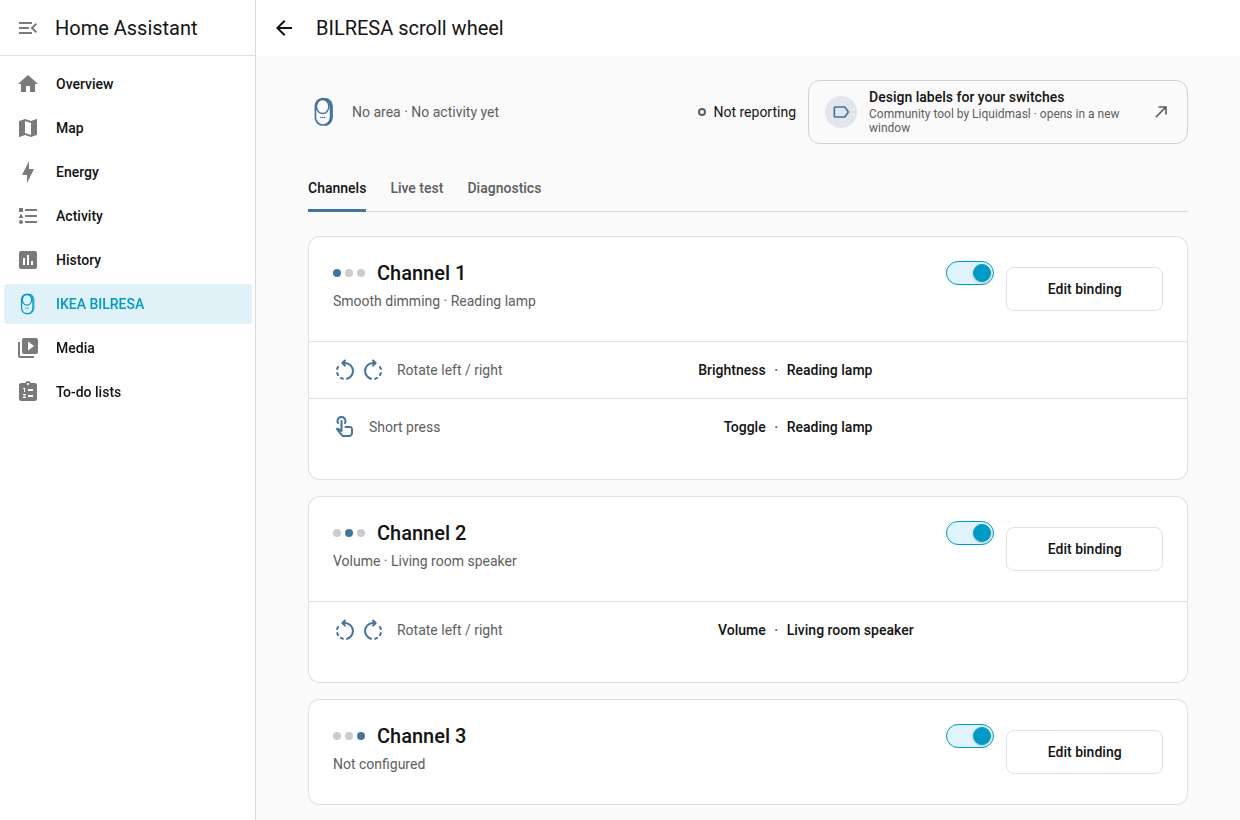 Home Assistant
BILRESA scroll wheel
Overview
Map
Energy
Activity
History
IKEA BILRESA
Media
To-do lists
No area · No activity yet
Not reporting
Design labels for your switches
Community tool by Liquidmasl · opens in a new
window
Channels Live test Diagnostics
Channel 1
Smooth dimming · Reading lamp
Edit binding
Rotate left / right Brightness · Reading lamp
Short press Toggle · Reading lamp
Channel 2
Volume · Living room speaker
Edit binding
Rotate left / right Volume · Living room speaker
Channel 3
Not configured
Edit binding